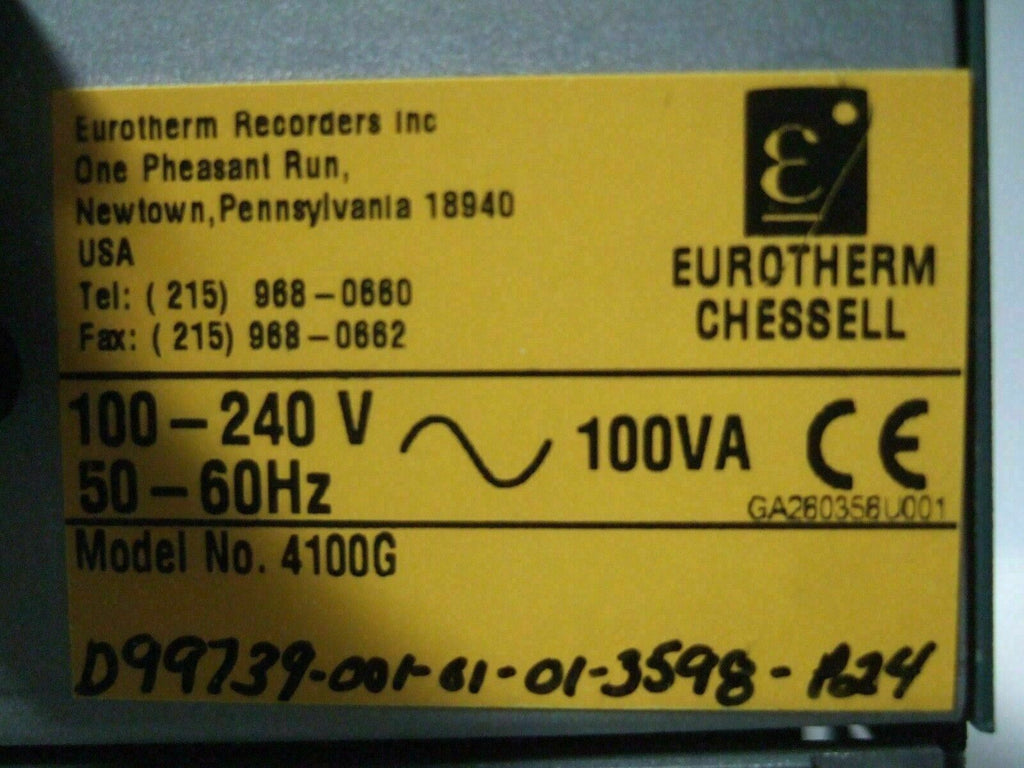 Eurotherm Recorders Inc
One Pheasant Run,
Newtown, Pennsylvania 18940
USA
Tel: ( 215) 968-0660
Fax: ( 215) 968-0662
ε
EUROTHERM
CHESSELL
100-240 V
50-60Hz
100VA
CE
GA260356U001
Model No. 4100G
D99739-001-61-01-3598-P624